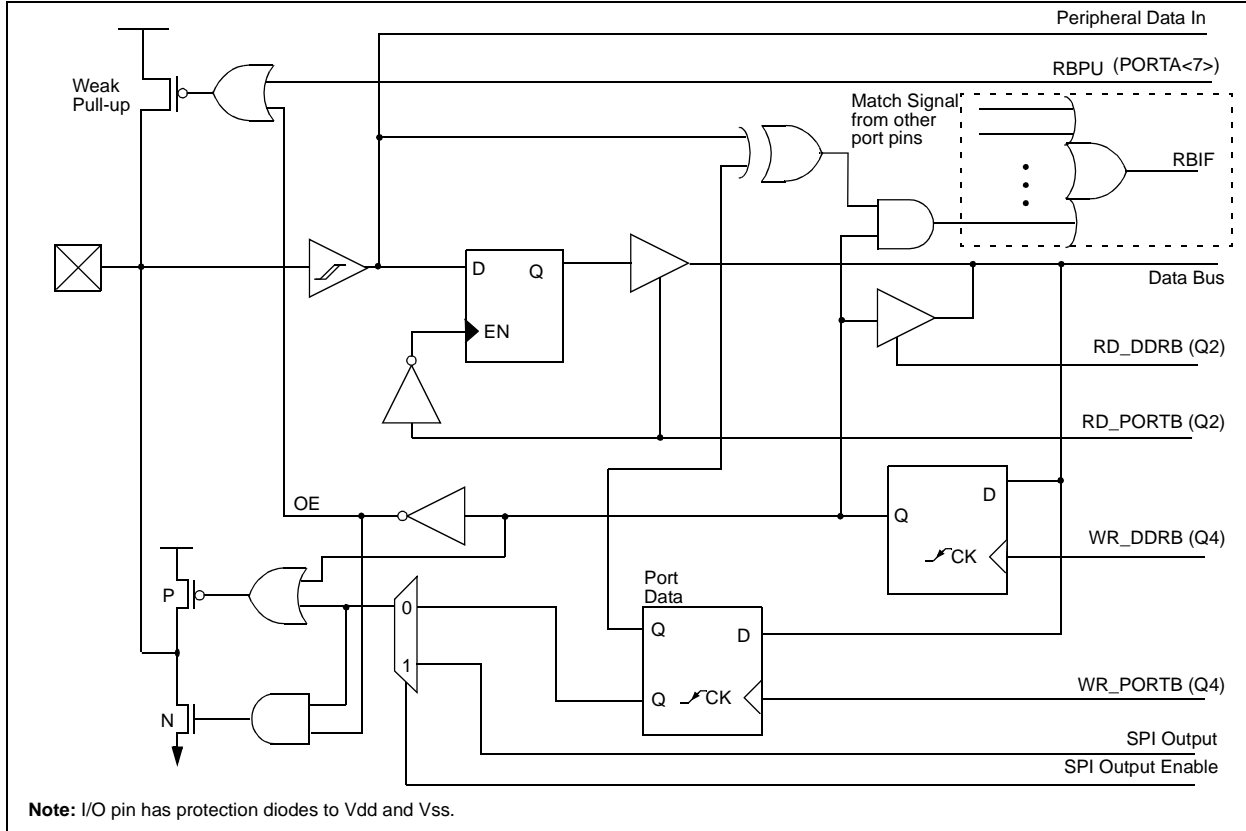 Peripheral Data In
RBPU (PORTA<7>)
Weak
Pull-up
Match Signal
from other
port pins
RBIF
D Q
EN
Data Bus
RD_DDRB (Q2)
RD_PORTB (Q2)
OE
D
Q
CK
WR_DDRB (Q4)
P
Port
Data
0
Q D
1
Q CK
WR_PORTB (Q4)
N
SPI Output
SPI Output Enable
Note: I/O pin has protection diodes to Vdd and Vss.